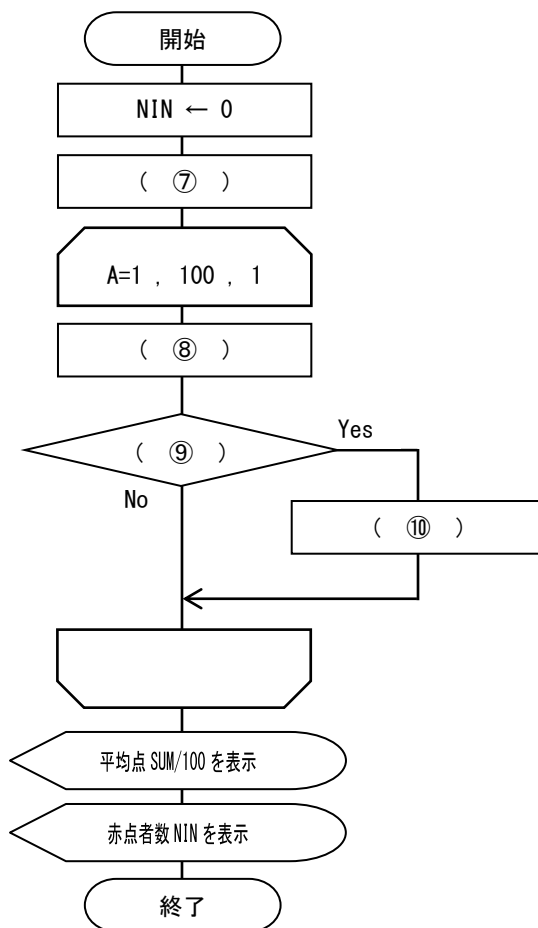 開始
NIN ← 0
( ⑦ )
A=1 , 100 , 1
( ⑧ )
( ⑨ )
Yes
No
( ⑩ )
平均点 SUM/100 を表示
赤点者数 NIN を表示
終了